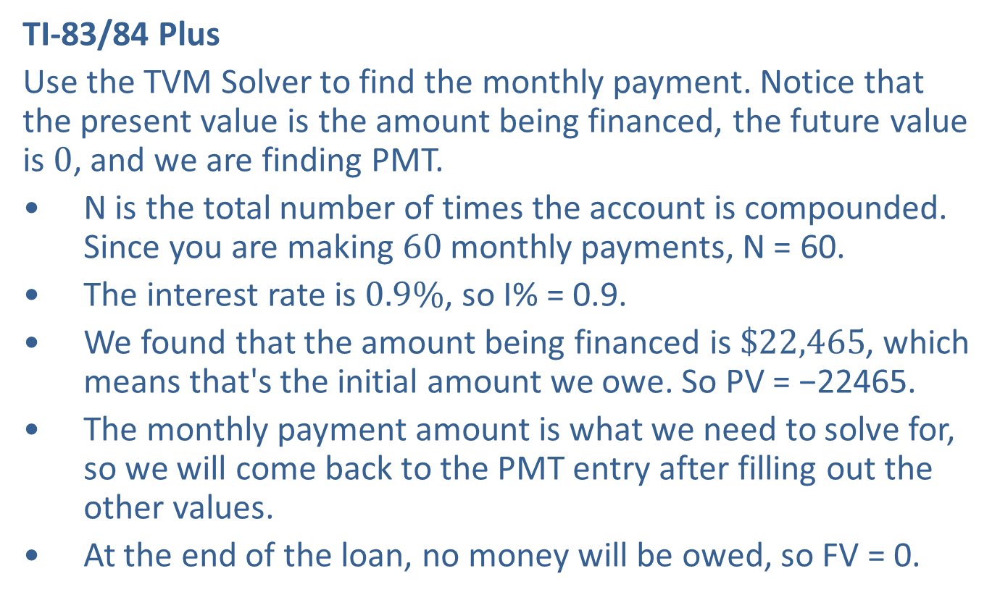 TI-83/84 Plus
Use the TVM Solver to find the monthly payment. Notice that
the present value is the amount being financed, the future value
is 0, and we are finding PMT.
• N is the total number of times the account is compounded.
Since you are making 60 monthly payments, N = 60.
• The interest rate is 0.9%, so I% = 0.9.
• We found that the amount being financed is $22,465, which
means that's the initial amount we owe. So PV = −22465.
• The monthly payment amount is what we need to solve for,
so we will come back to the PMT entry after filling out the
other values.
• At the end of the loan, no money will be owed, so FV = 0.